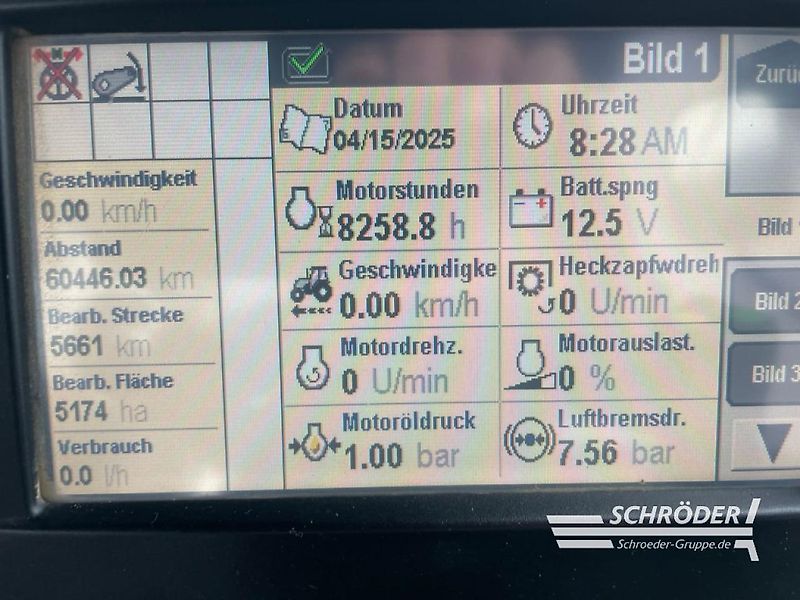 Bild 1
Zurüc
Datum
04/15/2025
Uhrzeit
8:28 AM
Geschwindigkeit
0.00 km/h
Motorstunden
8258.8 h
Batt.spng
12.5 V
Bild
Abstand
60446.03 km
Geschwindigke
0.00 km/h
Heckzapfwdreh
0 U/min
Bild 2
Bearb. Strecke
5661 km
Motordrehz.
0 U/min
Motorauslast.
0 %
Bild 3
Bearb. Fläche
5174 ha
Motoröldruck
1.00 bar
Luftbremsdr.
7.56 bar
Verbrauch
0.0 l/h
SCHRÖDER
Schroeder-Gruppe.de